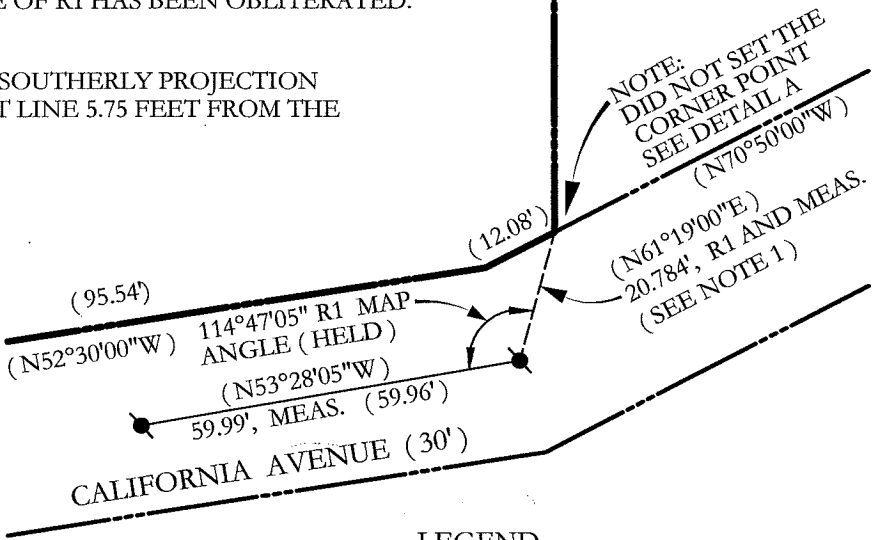 E OF R1 HAS BEEN OBLITERATED.
SOUTHERLY PROJECTION
T LINE 5.75 FEET FROM THE
NOTE:
DID NOT SET THE
CORNER POINT
SEE DETAIL A
(N70°50'00"W)
(12.08')
(N61°19'00"E)
20.784', R1 AND MEAS.
(SEE NOTE 1)
(95.54')
(N52°30'00"W)
114°47'05" R1 MAP
ANGLE (HELD)
(N53°28'05"W)
59.99', MEAS. (59.96')
CALIFORNIA AVENUE (30')
LEGEND